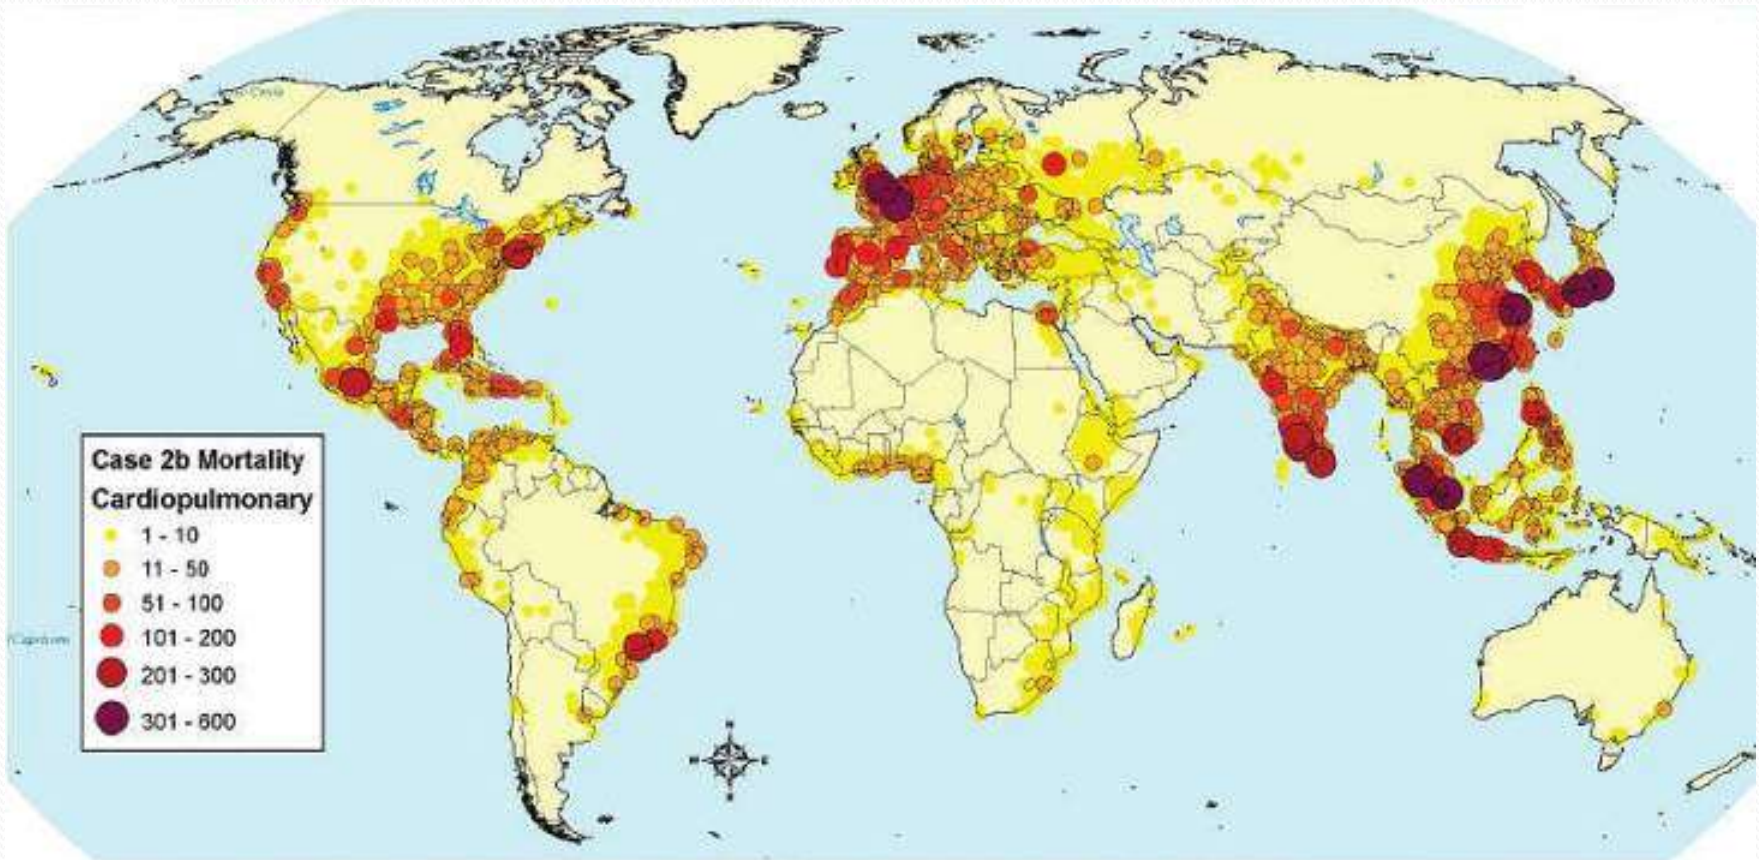 Case 2b Mortality
Cardiopulmonary
1 - 10
11 - 50
51 - 100
101 - 200
201 - 300
301 - 600
N
E